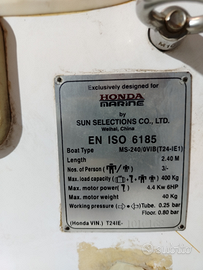 Exclusively designed for
HONDA
MARINE
by
SUN SELECTIONS CO., LTD.
Weihai, China
EN ISO 6185
Boat Type MS-240/6VIB(T24-IE1)
Length 2.40 M
Nos. of Person 3/-
Max. load capacity 400 Kg
Max. motor power 4.4 Kw 6HP
Max. motor weight 40 Kg
Working pressure Tube. 0.25 bar
Floor. 0.80 bar
(Honda VIN.) T24IE-